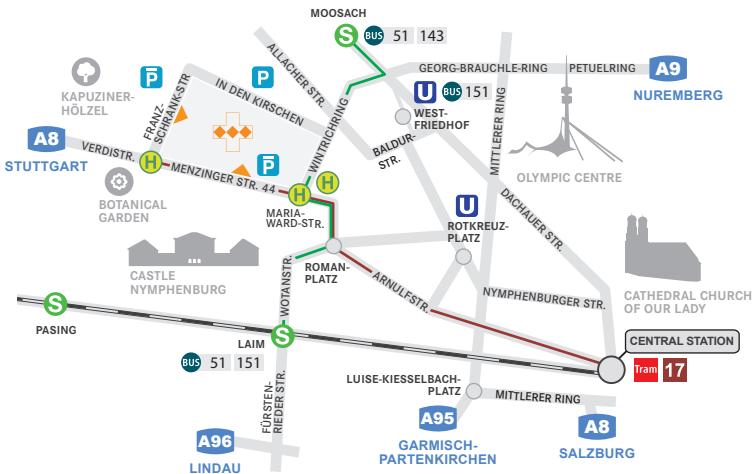 MOOSACH
S
BUS 51 143
ALLACHER STR.
GEORG-BRAUCHLE-RING
PETUELRING
A9
NUREMBERG
KAPUZINER-
HÖLZEL
P
P
IN DEN KIRSCHEN
FRANZ-
SCHRANK-STR
WINTRICHRING
U
BUS 151
WEST-
FRIEDHOF
MITTLERER RING
BALDUR-
STR.
A8
STUTTGART
VERDISTR.
H
MENZINGER STR. 44
P
H
H
MARIA-
WARD-STR.
OLYMPIC CENTRE
DACHAUER STR.
BOTANICAL
GARDEN
U
ROTKREUZ-
PLATZ
CASTLE
NYMPHENBURG
WOTANSTR.
ROMAN-
PLATZ
ARNULFSTR.
NYMPHENBURGER STR.
CATHEDRAL CHURCH
OF OUR LADY
S
PASING
LAIM
S
BUS 51 151
CENTRAL STATION
Tram 17
FÜRSTEN-
RIEDER STR.
LUISE-KIESSELBACH-
PLATZ
MITTLERER RING
A96
LINDAU
A95
GARMISCH-
PARTENKIRCHEN
A8
SALZBURG